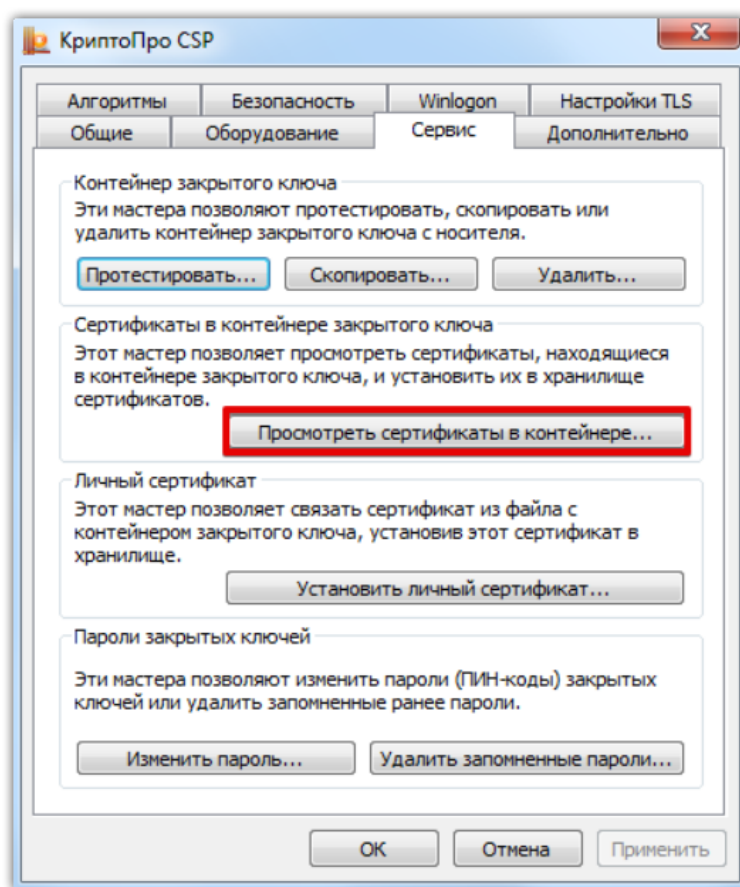 КриптоПро CSP
Алгоритмы Безопасность Winlogon Настройки TLS
Общие Оборудование Сервис Дополнительно
Контейнер закрытого ключа
Эти мастера позволяют протестировать, скопировать или
удалить контейнер закрытого ключа с носителя.
Протестировать... Скопировать... Удалить...
Сертификаты в контейнере закрытого ключа
Этот мастер позволяет просмотреть сертификаты, находящиеся
в контейнере закрытого ключа, и установить их в хранилище
сертификатов.
Просмотреть сертификаты в контейнере...
Личный сертификат
Этот мастер позволяет связать сертификат из файла с
контейнером закрытого ключа, установив этот сертификат в
хранилище.
Установить личный сертификат...
Пароли закрытых ключей
Эти мастера позволяют изменить пароли (ПИН-коды) закрытых
ключей или удалить запомненные ранее пароли.
Изменить пароль... Удалить запомненные пароли...
ОК Отмена Применить